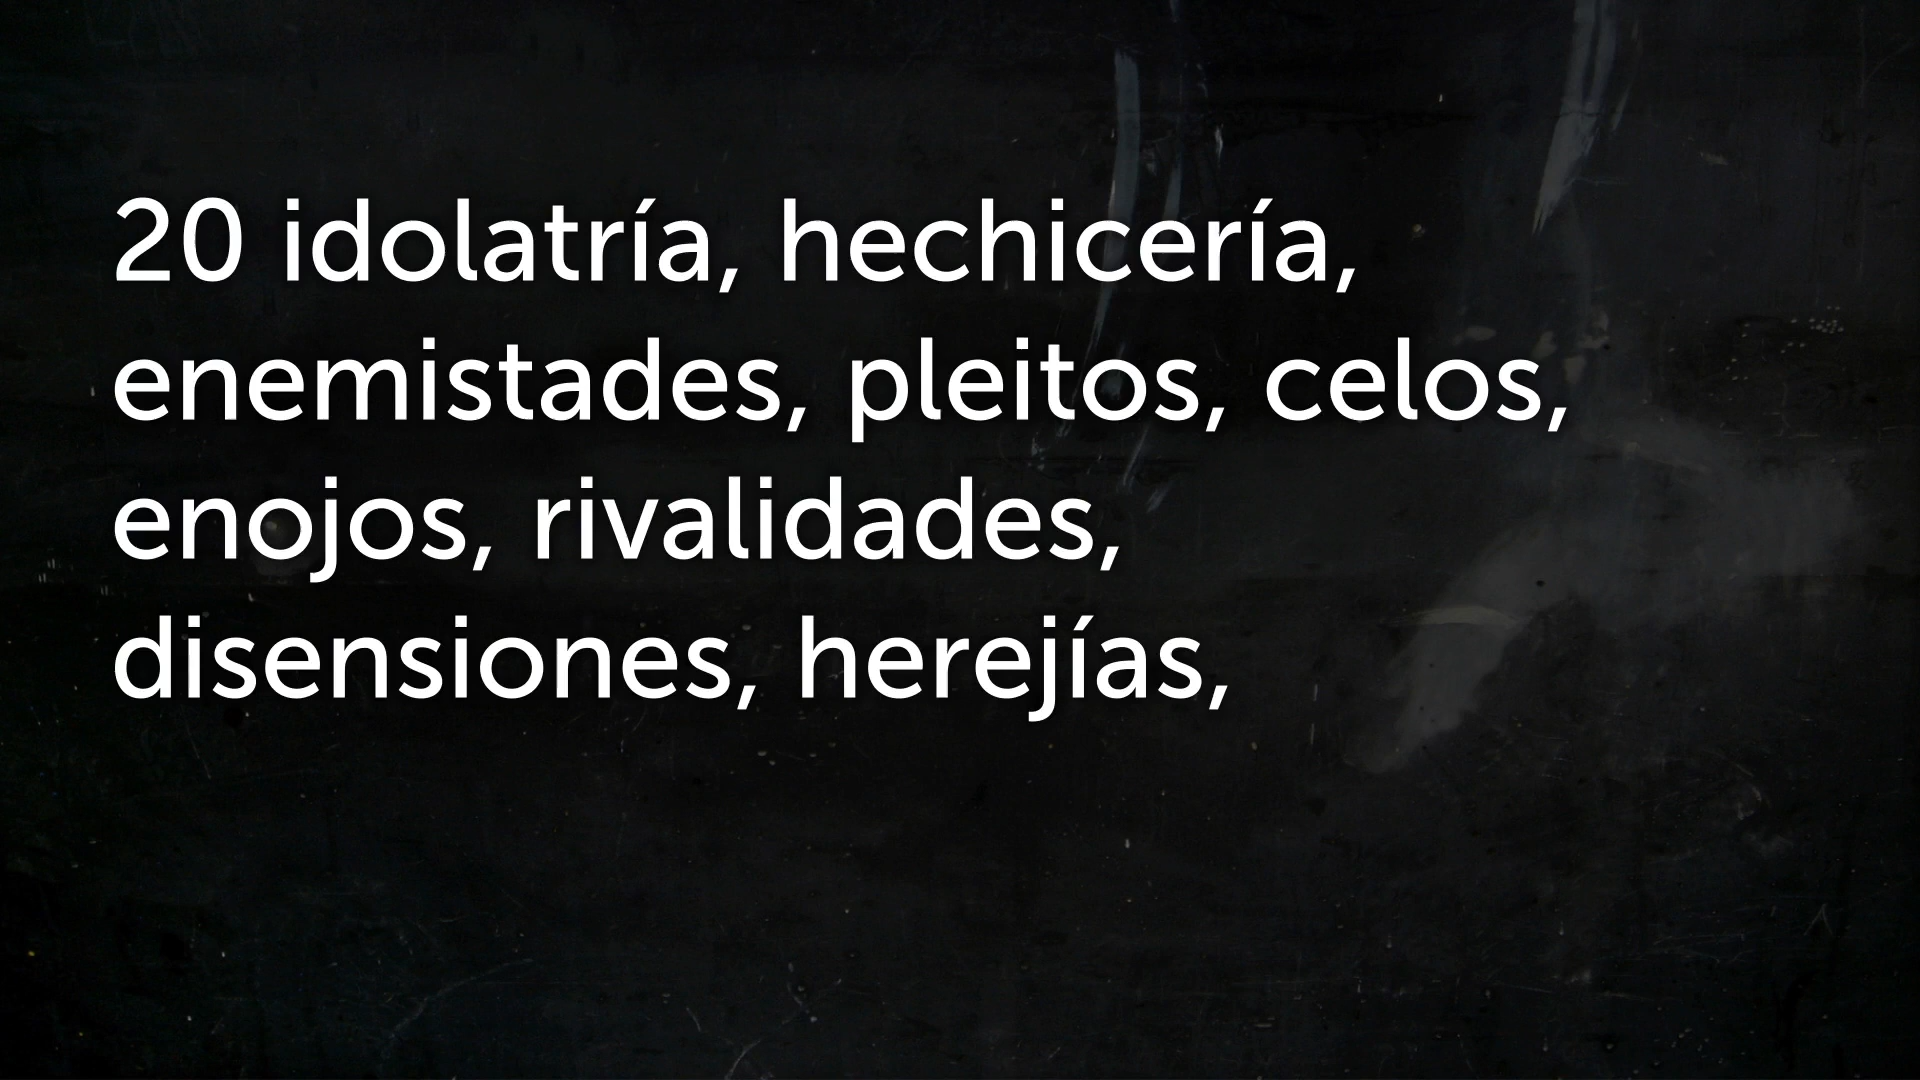 20 idolatría, hechicería,
enemistades, pleitos, celos,
enojos, rivalidades,
disensiones, herejías,